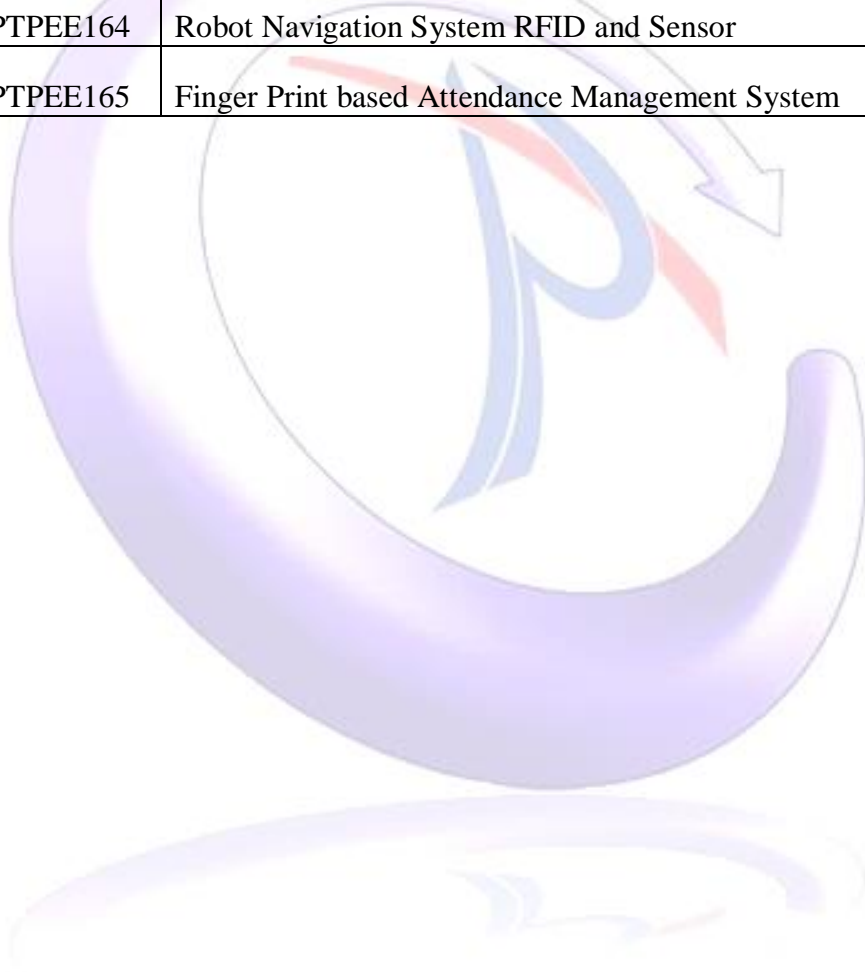 PTPEE164 Robot Navigation System RFID and Sensor
PTPEE165 Finger Print based Attendance Management System